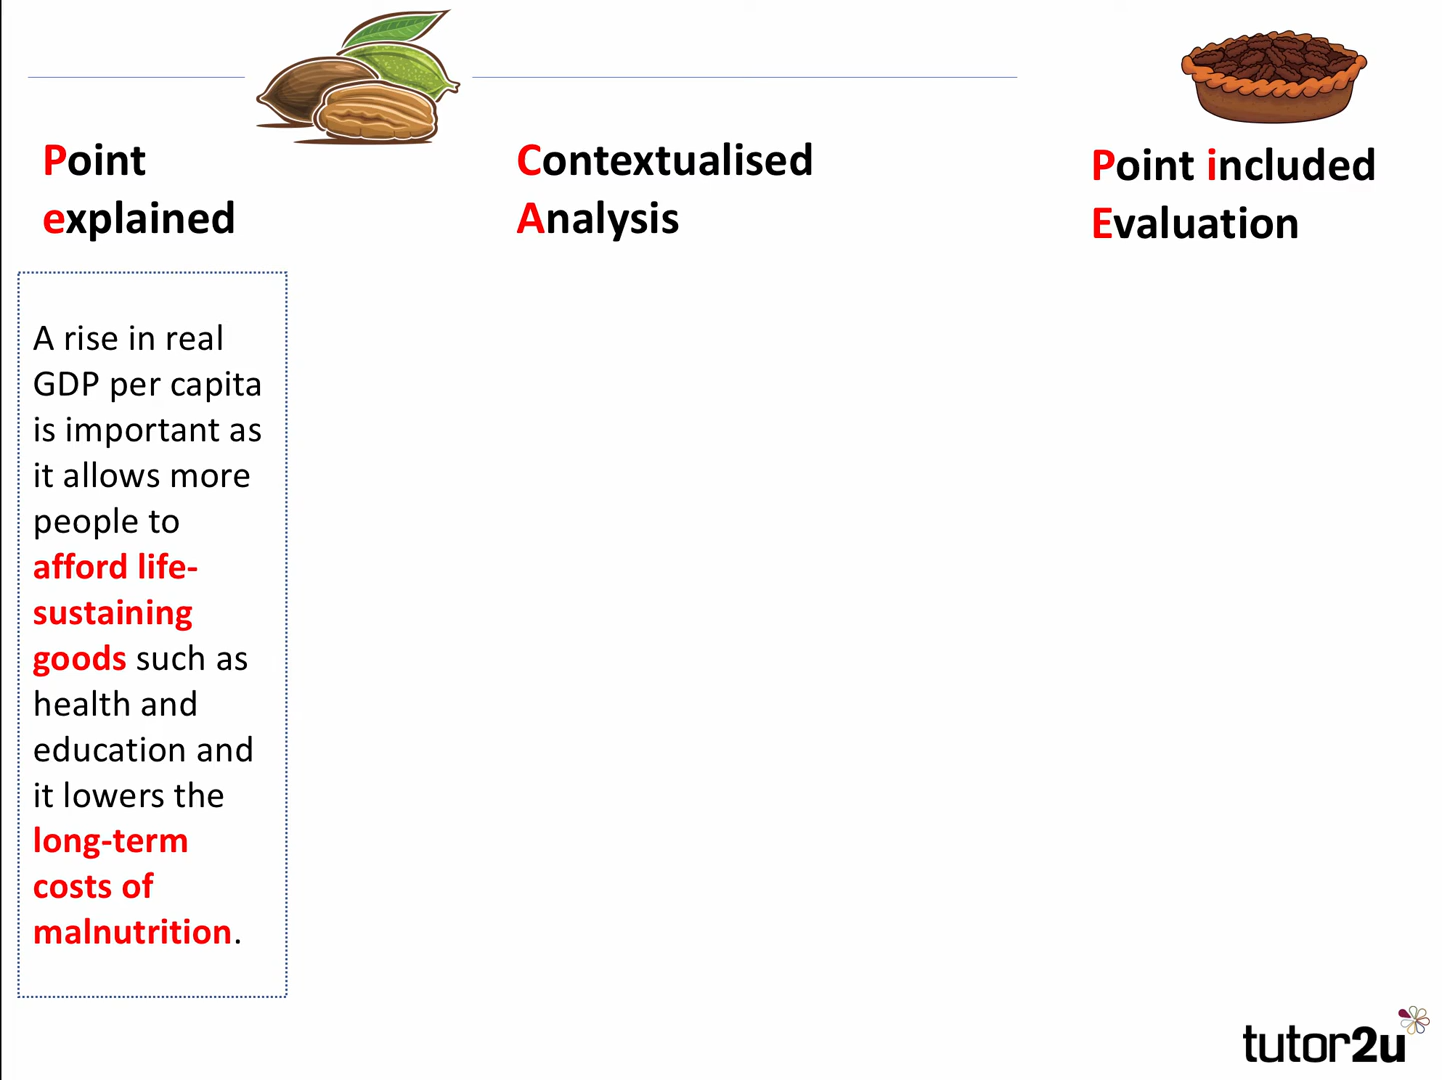 Point
explained
Contextualised
Analysis
Point included
Evaluation
A rise in real
GDP per capita
is important as
it allows more
people to
afford life-
sustaining
goods such as
health and
education and
it lowers the
long-term
costs of
malnutrition.
tutor2u